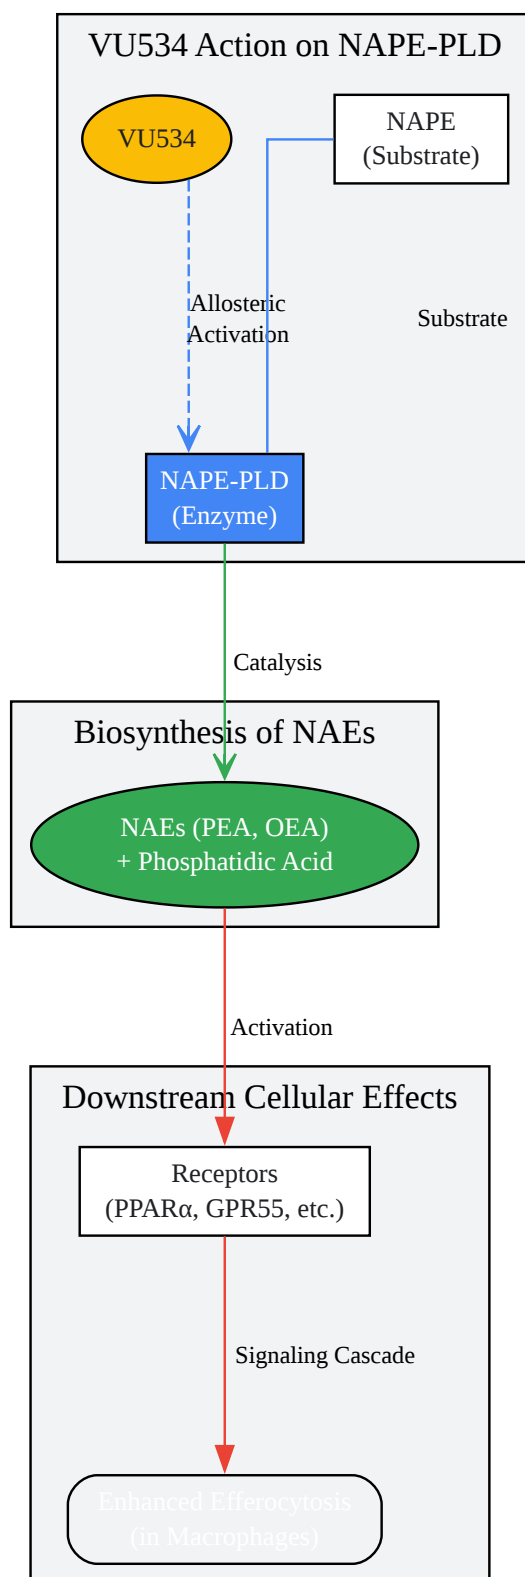 VU534 Action on NAPE-PLD
VU534
NAPE
(Substrate)
Allosteric
Activation
Substrate
NAPE-PLD
(Enzyme)
Catalysis
Biosynthesis of NAEs
NAEs (PEA, OEA)
+ Phosphatidic Acid
Activation
Downstream Cellular Effects
Receptors
(PPARα, GPR55, etc.)
Signaling Cascade
Enhanced Efferocytosis
(in Macrophages)